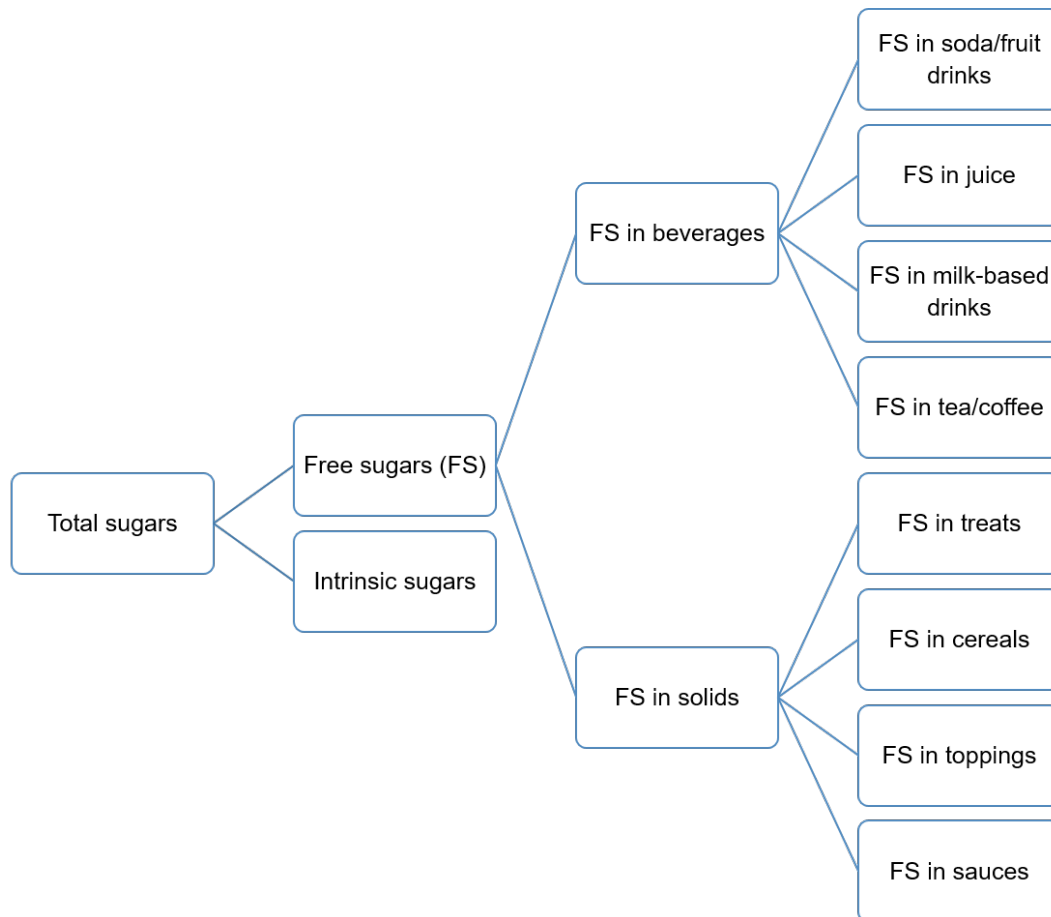 Total sugars
Free sugars (FS)
Intrinsic sugars
FS in beverages
FS in solids
FS in soda/fruit
drinks
FS in juice
FS in milk-based
drinks
FS in tea/coffee
FS in treats
FS in cereals
FS in toppings
FS in sauces